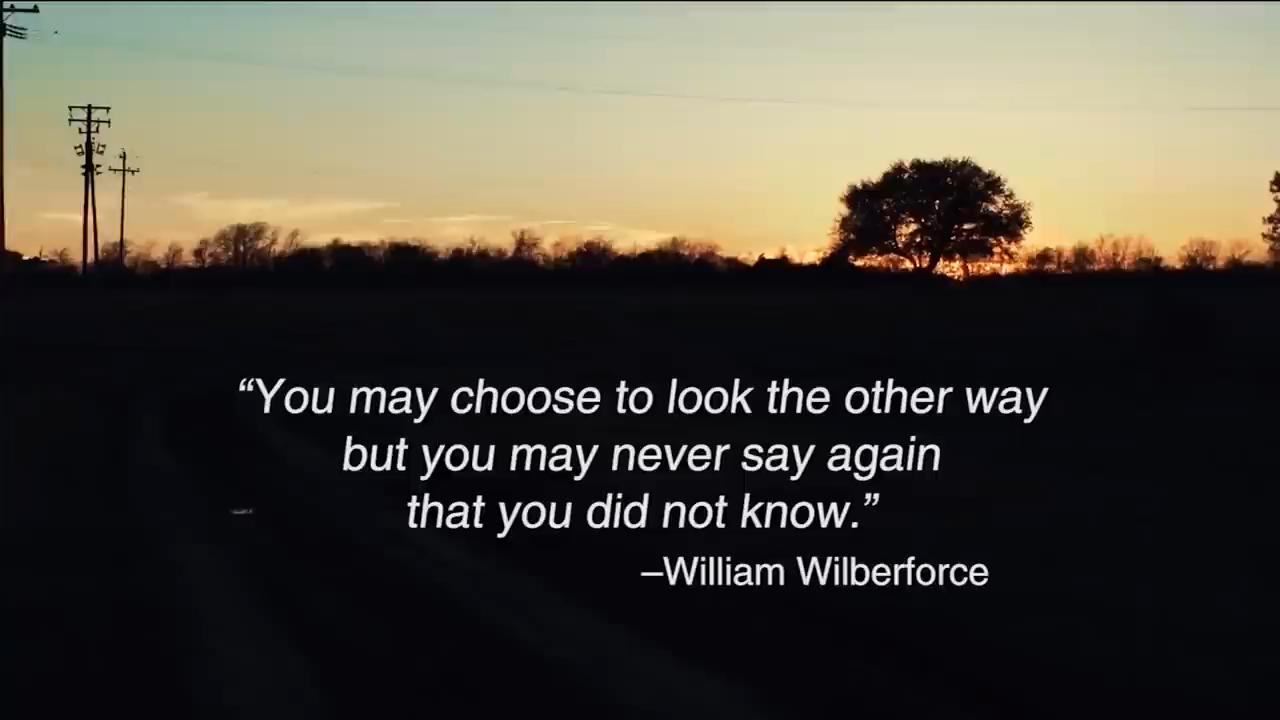 “You may choose to look the other way
but you may never say again
that you did not know.”
–William Wilberforce